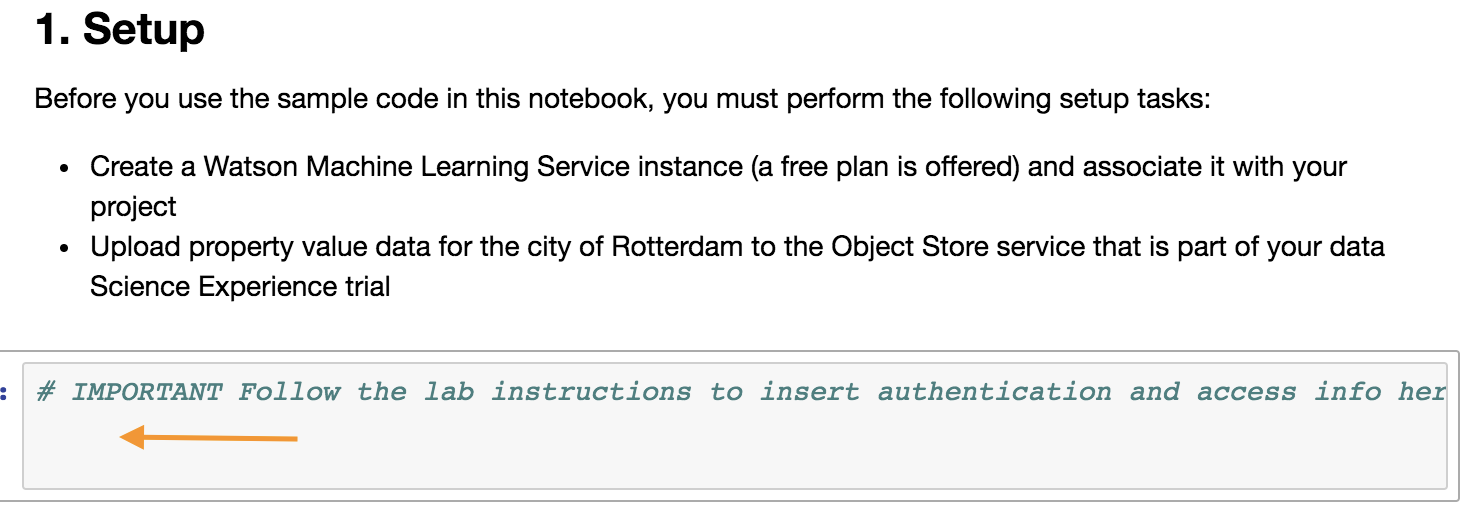 1. Setup
Before you use the sample code in this notebook, you must perform the following setup tasks:
• Create a Watson Machine Learning Service instance (a free plan is offered) and associate it with your
project
• Upload property value data for the city of Rotterdam to the Object Store service that is part of your data
Science Experience trial
: # IMPORTANT Follow the lab instructions to insert authentication and access info her